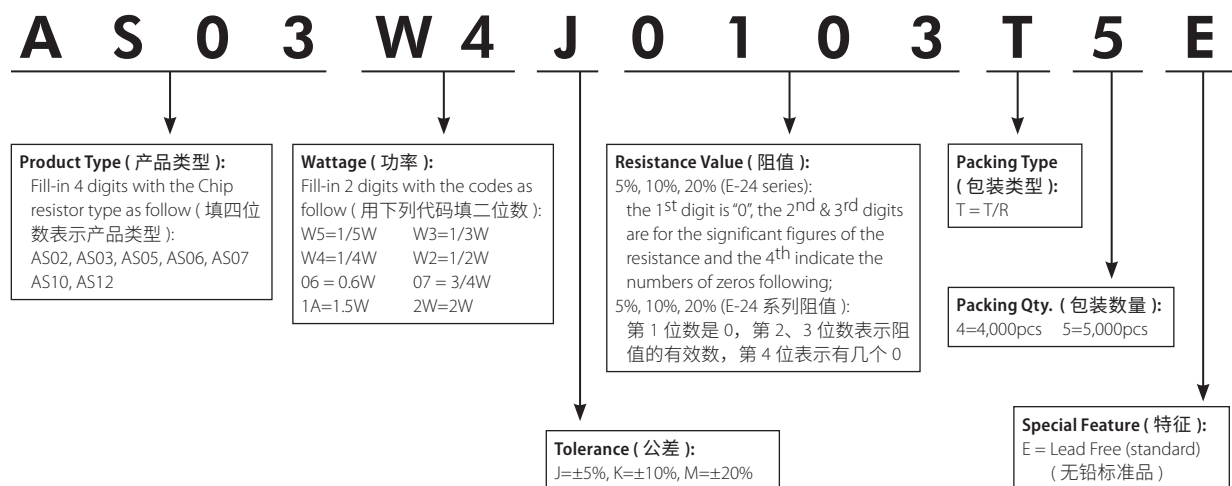 A S 0 3 W 4 J 0 1 0 3 T 5 E
Product Type ( 产品类型 ):
Fill-in 4 digits with the Chip
resistor type as follow ( 填四位
数表示产品类型 ):
AS02, AS03, AS05, AS06, AS07
AS10, AS12
Wattage ( 功率 ):
Fill-in 2 digits with the codes as
follow ( 用下列代码填二位数 ):
W5=1/5W W3=1/3W
W4=1/4W W2=1/2W
06 = 0.6W 07 = 3/4W
1A=1.5W 2W=2W
Resistance Value ( 阻值 ):
5%, 10%, 20% (E-24 series):
the 1st digit is “0”, the 2nd & 3rd digits
are for the significant figures of the
resistance and the 4th indicate the
numbers of zeros following;
5%, 10%, 20% (E-24 系列阻值 ):
第 1 位数是 0，第 2、3 位数表示阻
值的有效数，第 4 位表示有几个 0
Packing Type
( 包装类型 )
T = T/R
Packing Qty. ( 包装数量 ):
4=4,000pcs 5=5,000pcs
Tolerance ( 公差 ):
J=±5%, K=±10%, M=±20%
Special Feature ( 特征 ):
E = Lead Free (standard)
( 无铅标准品 )